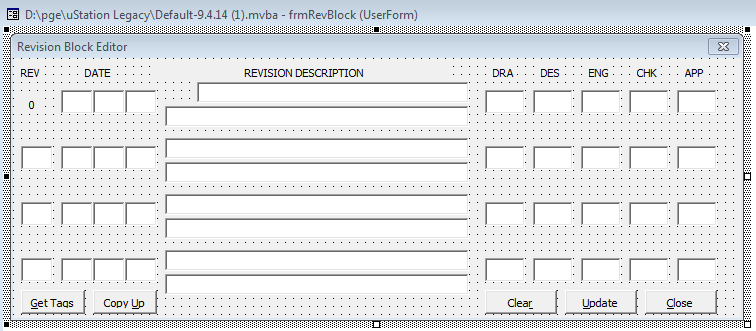 D:\pge\uStation Legacy\Default-9.4.14 (1).mvba - frmRevBlock (UserForm)
Revision Block Editor
REV DATE REVISION DESCRIPTION DRA DES ENG CHK APP
0
Get Tags Copy Up Clear Update Close